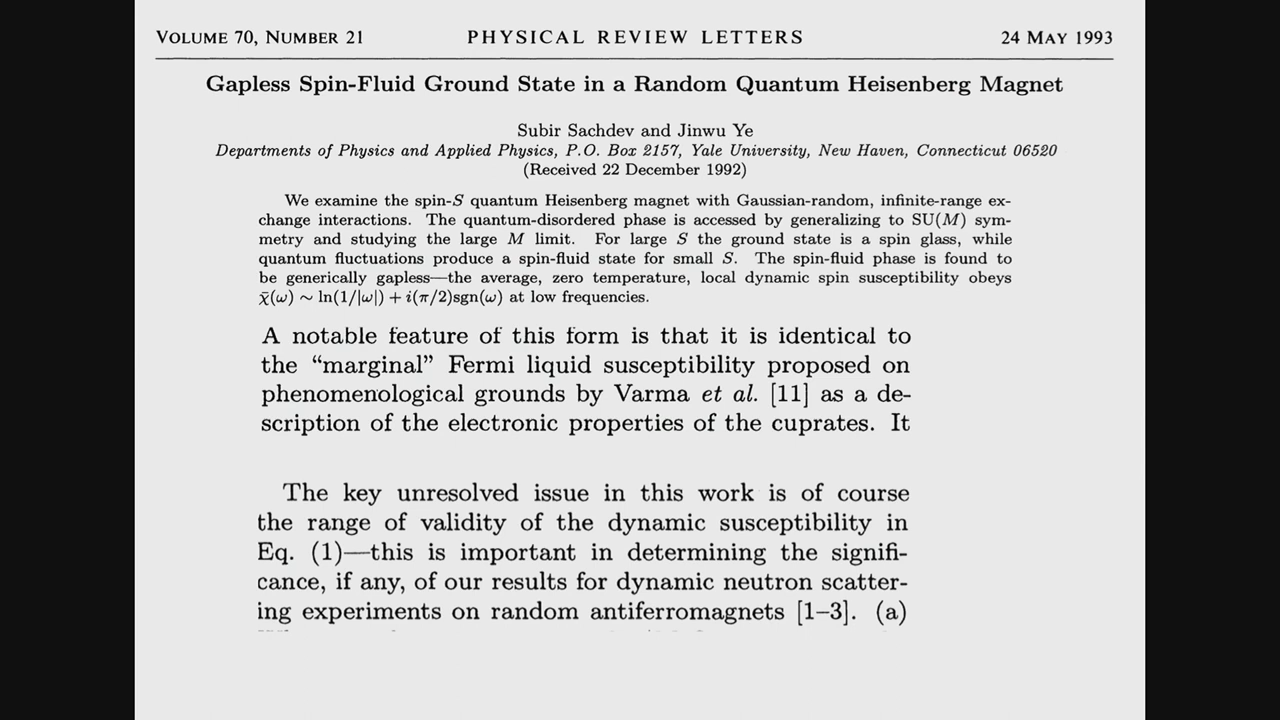 VOLUME 70, NUMBER 21 PHYSICAL REVIEW LETTERS 24 MAY 1993
Gapless Spin-Fluid Ground State in a Random Quantum Heisenberg Magnet
Subir Sachdev and Jinwu Ye
Departments of Physics and Applied Physics, P.O. Box 2157, Yale University, New Haven, Connecticut 06520
(Received 22 December 1992)
We examine the spin-S quantum Heisenberg magnet with Gaussian-random, infinite-range ex-
change interactions. The quantum-disordered phase is accessed by generalizing to SU(M) sym-
metry and studying the large M limit. For large S the ground state is a spin glass, while
quantum fluctuations produce a spin-fluid state for small S. The spin-fluid phase is found to
be generically gapless—the average, zero temperature, local dynamic spin susceptibility obeys
χ̄(ω) ∼ ln(1/|ω|) + i(π/2)sgn(ω) at low frequencies.
A notable feature of this form is that it is identical to
the “marginal” Fermi liquid susceptibility proposed on
phenomenological grounds by Varma et al. [11] as a de-
scription of the electronic properties of the cuprates. It
The key unresolved issue in this work is of course
the range of validity of the dynamic susceptibility in
Eq. (1)—this is important in determining the signifi-
cance, if any, of our results for dynamic neutron scatter-
ing experiments on random antiferromagnets [1–3]. (a)